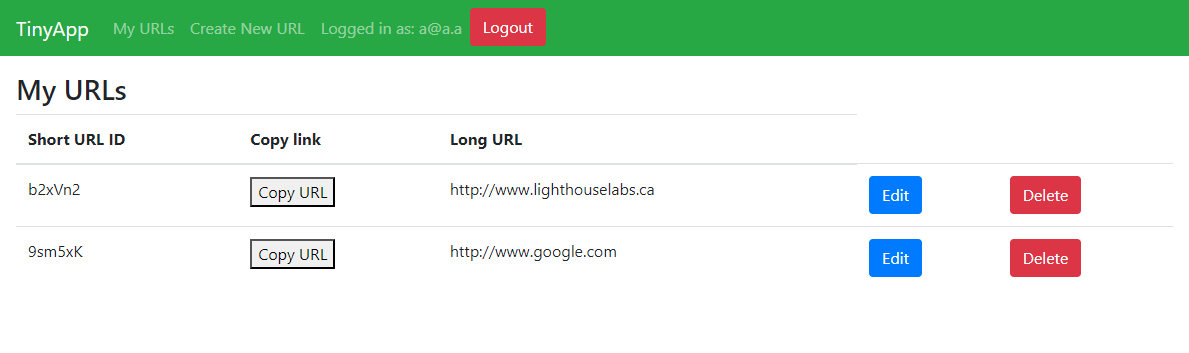 TinyApp My URLs Create New URL Logged in as: a@a.a Logout
My URLs
Short URL ID Copy link Long URL
b2xVn2 Copy URL http://www.lighthouselabs.ca Edit Delete
9sm5xK Copy URL http://www.google.com Edit Delete